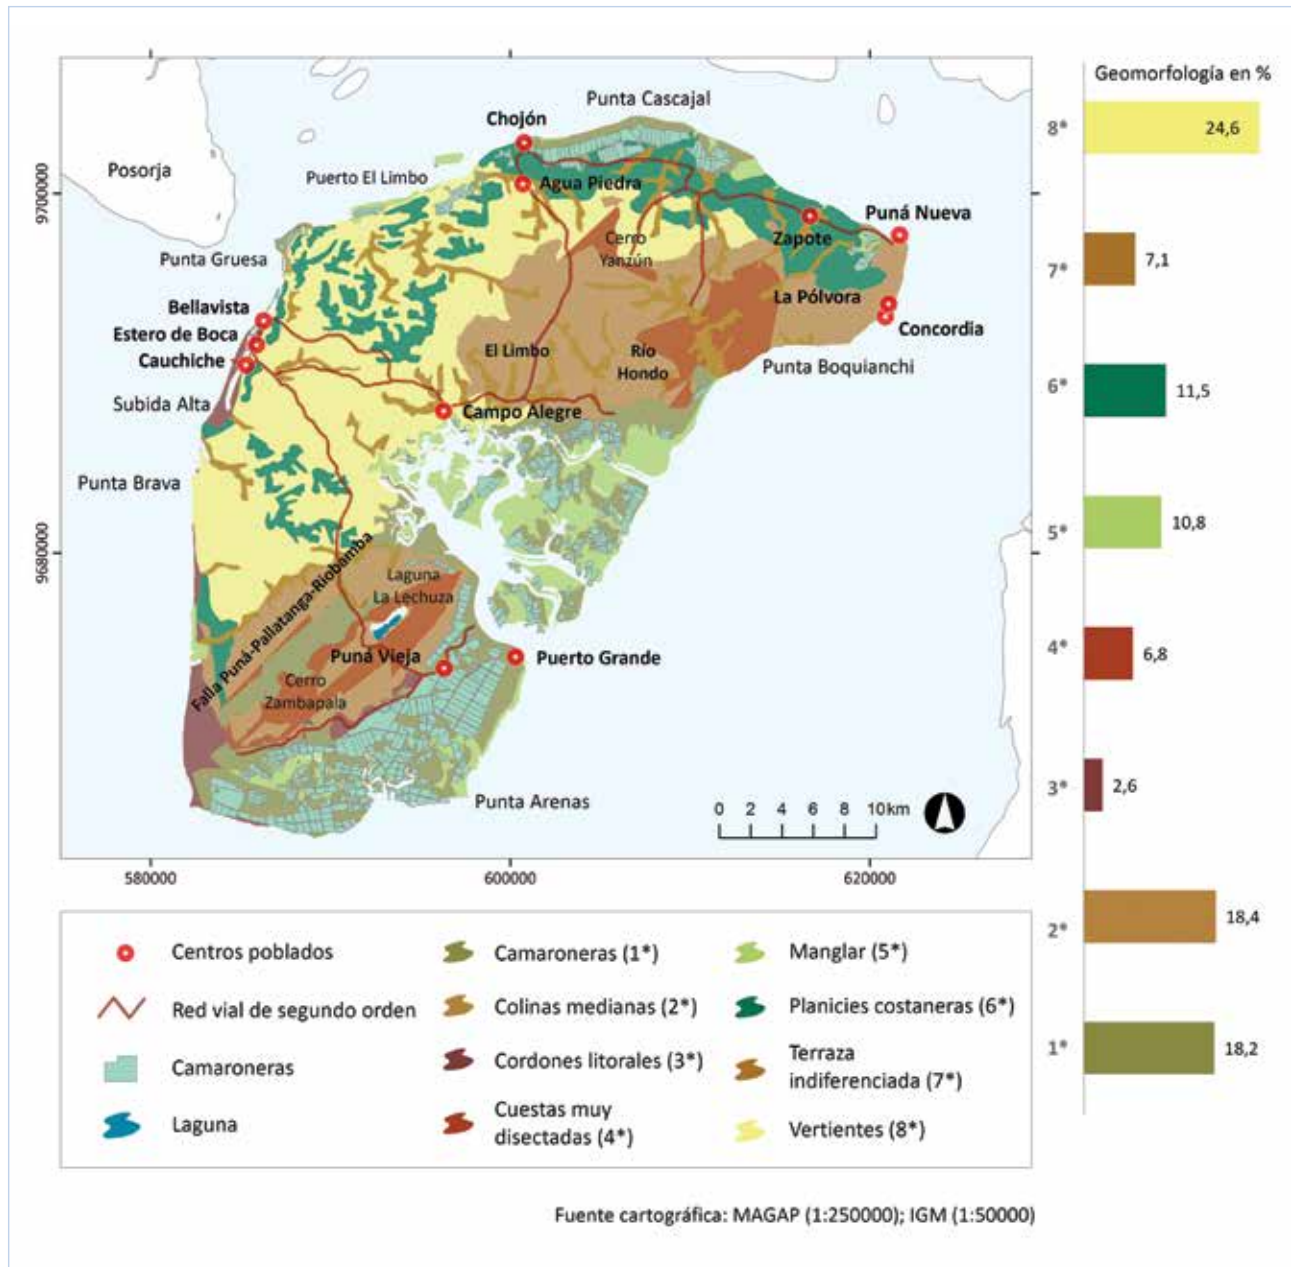 Geomorfología en %
Punta Cascajal
Chojón
Posorja
Puerto El Limbo
Agua Piedra
Puná Nueva
Zapote
Cerro
Yanzún
Punta Gruesa
La Pólvora
Bellavista
Concordia
Estero de Boca
El Limbo
Río
Hondo
Cauchiche
Punta Boquianchi
Subida Alta
Campo Alegre
Punta Brava
Falla Puná-Pallatanga-Riobamba
Laguna
La Lechuza
Puná Vieja
Puerto Grande
Cerro
Zambapala
Punta Arenas
0 2 4 6 8 10km
9700000
9680000
580000 600000 620000
8* 24,6
7* 7,1
6* 11,5
5* 10,8
4* 6,8
3* 2,6
2* 18,4
1* 18,2
Centros poblados
Red vial de segundo orden
Camaroneras
Laguna
Camaroneras (1*)
Colinas medianas (2*)
Cordones litorales (3*)
Cuestas muy
disectadas (4*)
Manglar (5*)
Planicies costaneras (6*)
Terraza
indiferenciada (7*)
Vertientes (8*)
Fuente cartográfica: MAGAP (1:250000); IGM (1:50000)